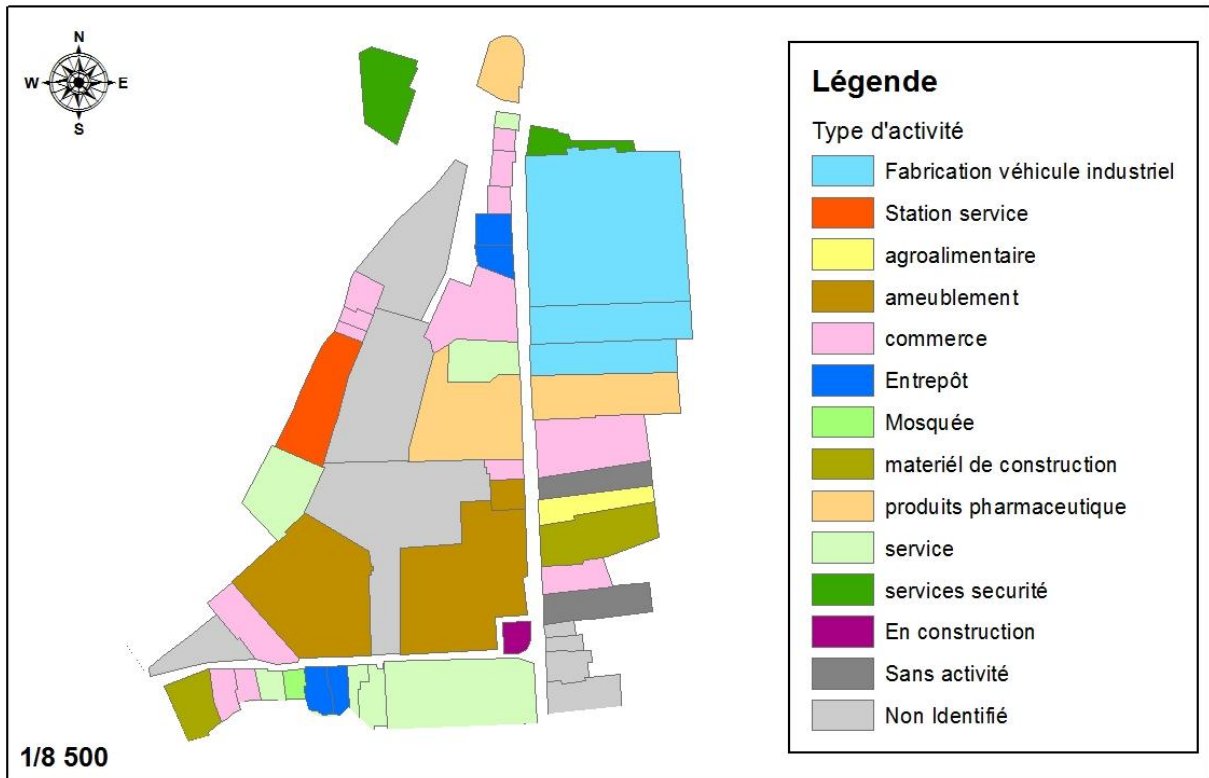 N
W E
S
Légende
Type d'activité
Fabrication véhicule industriel
Station service
agroalimentaire
ameublement
commerce
Entrepôt
Mosquée
materiél de construction
produits pharmaceutique
service
services securité
En construction
Sans activité
Non Identifié
1/8 500